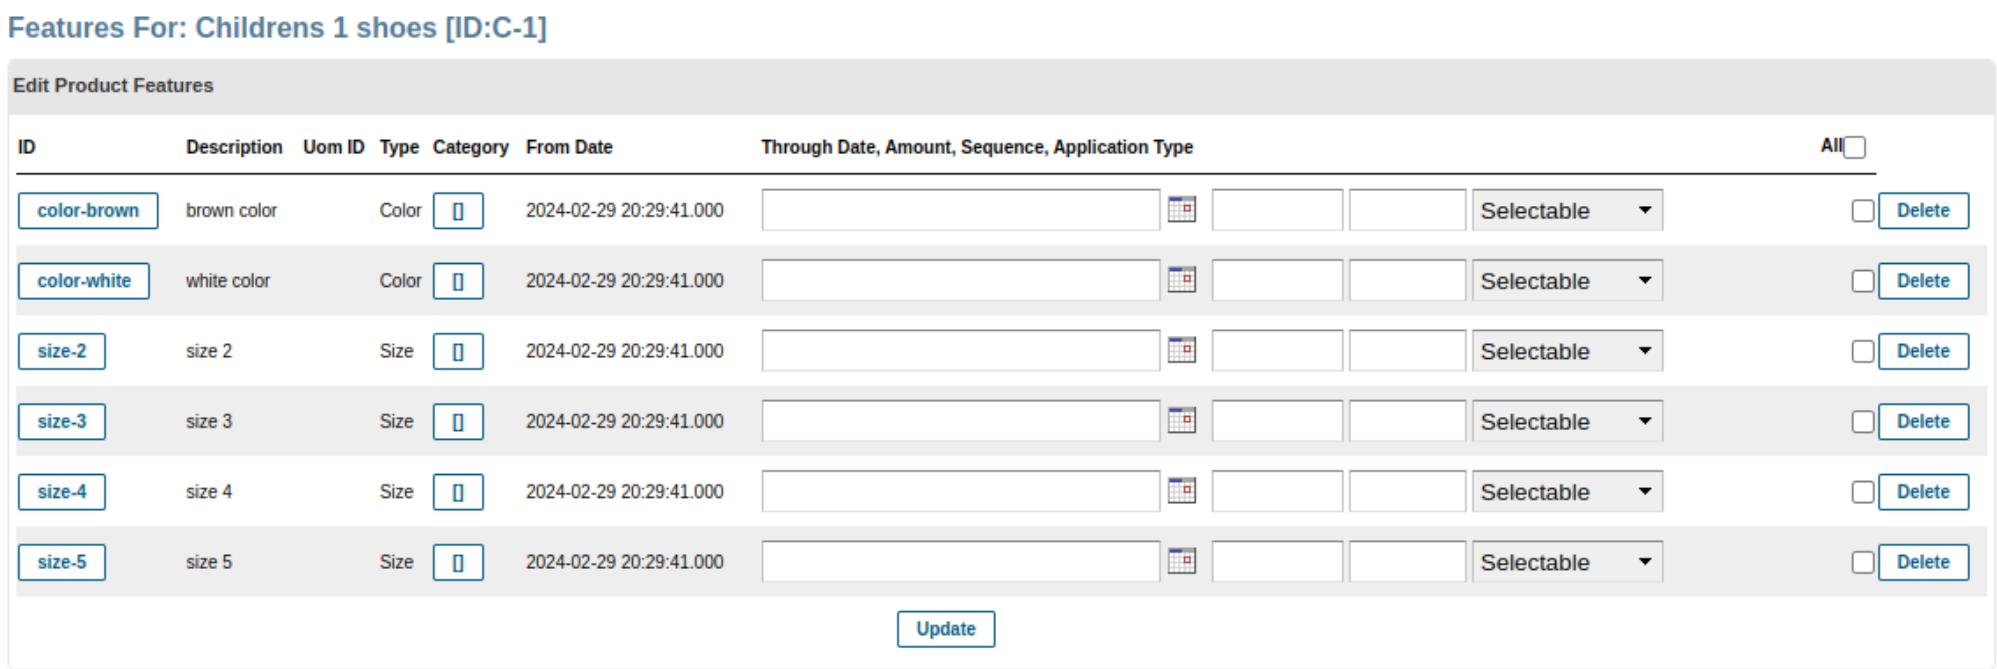 Features For: Childrens 1 shoes [ID:C-1]
Edit Product Features
ID Description Uom ID Type Category From Date Through Date, Amount, Sequence, Application Type All
color-brown brown color Color [] 2024-02-29 20:29:41.000 Selectable Delete
color-white white color Color [] 2024-02-29 20:29:41.000 Selectable Delete
size-2 size 2 Size [] 2024-02-29 20:29:41.000 Selectable Delete
size-3 size 3 Size [] 2024-02-29 20:29:41.000 Selectable Delete
size-4 size 4 Size [] 2024-02-29 20:29:41.000 Selectable Delete
size-5 size 5 Size [] 2024-02-29 20:29:41.000 Selectable Delete
Update